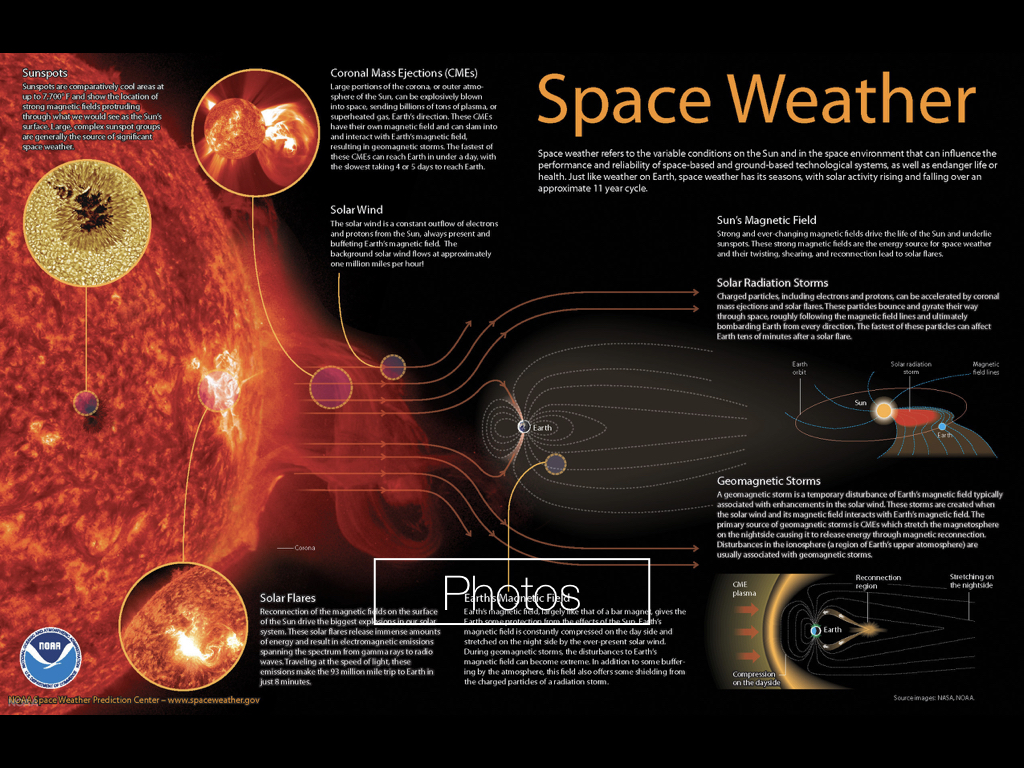 Sunspots
Sunspots are comparatively cool areas at
up to 7,700° F and show the location of
strong magnetic fields protruding
through what we would see as the Sun's
surface. Large, complex sunspot groups
are generally the source of significant
space weather.
Coronal Mass Ejections (CMEs)
Large portions of the corona, or outer atmo-
sphere of the Sun, can be explosively blown
into space, sending billions of tons of plasma, or
superheated gas, Earth's direction. These CMEs
have their own magnetic field and can slam into
and interact with Earth's magnetic field,
resulting in geomagnetic storms. The fastest of
these CMEs can reach Earth in under a day, with
the slowest taking 4 or 5 days to reach Earth.
Solar Wind
The solar wind is a constant outflow of electrons
and protons from the Sun, always present and
buffeting Earth's magnetic field. The
background solar wind flows at approximately
one million miles per hour!
Space Weather
Space weather refers to the variable conditions on the Sun and in the space environment that can influence the
performance and reliability of space-based and ground-based technological systems, as well as endanger life or
health. Just like weather on Earth, space weather has its seasons, with solar activity rising and falling over an
approximate 11 year cycle.
Sun's Magnetic Field
Strong and ever-changing magnetic fields drive the life of the Sun and underlie
sunspots. These strong magnetic fields are the energy source for space weather
and their twisting, shearing, and reconnection lead to solar flares.
Solar Radiation Storms
Charged particles, including electrons and protons, can be accelerated by coronal
mass ejections and solar flares. These particles bounce and gyrate their way
through space, roughly following the magnetic field lines and ultimately
bombarding Earth from every direction. The fastest of these particles can affect
Earth tens of minutes after a solar flare.
Earth
orbit
Solar radiation
storm
Magnetic
field lines
Sun
Earth
Earth
Geomagnetic Storms
A geomagnetic storm is a temporary disturbance of Earth's magnetic field typically
associated with enhancements in the solar wind. These storms are created when
the solar wind and its magnetic field interacts with Earth's magnetic field. The
primary source of geomagnetic storms is CMEs which stretch the magnetosphere
on the nightside causing it to release energy through magnetic reconnection.
Disturbances in the ionosphere (a region of Earth's upper atomosphere) are
usually associated with geomagnetic storms.
CME
plasma
Reconnection
region
Stretching on
the nightside
Earth
Compression
on the dayside
Corona
Photos
Solar Flares
Reconnection of the magnetic fields on the surface
of the Sun drive the biggest explosions in our solar
system. These solar flares release immense amounts
of energy and result in electromagnetic emissions
spanning the spectrum from gamma rays to radio
waves. Traveling at the speed of light, these
emissions make the 93 million mile trip to Earth in
just 8 minutes.
Earth's Magnetic Field
Earth's magnetic field, largely like that of a bar magnet, gives the
Earth some protection from the effects of the Sun. Earth's
magnetic field is constantly compressed on the day side and
stretched on the night side by the ever-present solar wind.
During geomagnetic storms, the disturbances to Earth's
magnetic field can become extreme. In addition to some buffer-
ing by the atmosphere, this field also offers some shielding from
the charged particles of a radiation storm.
NOAA
NOAA Space Weather Prediction Center – www.spaceweather.gov
Source images: NASA, NOAA.